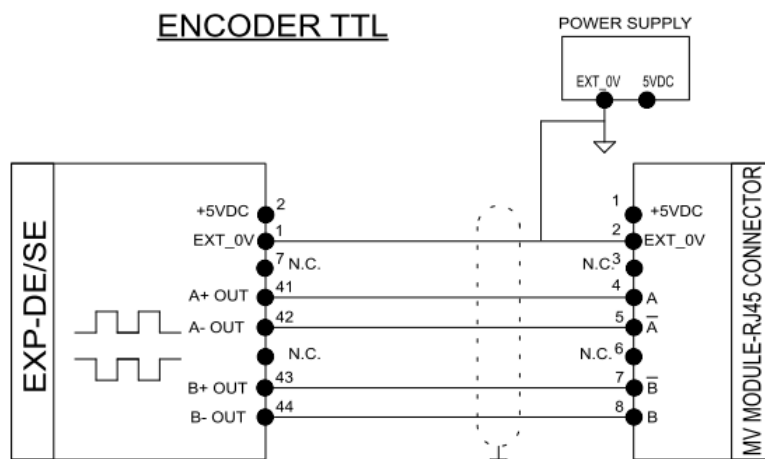 ENCODER TTL
POWER SUPPLY
EXT_0V 5VDC
EXP-DE/SE
+5VDC 2
EXT_0V 1
7 N.C.
A+ OUT 41
A- OUT 42
N.C.
B+ OUT 43
B- OUT 44
1 +5VDC
2 EXT_0V
N.C. 3
4 A
5 A̅
N.C. 6
7 B̅
8 B
MV MODULE-RJ45 CONNECTOR